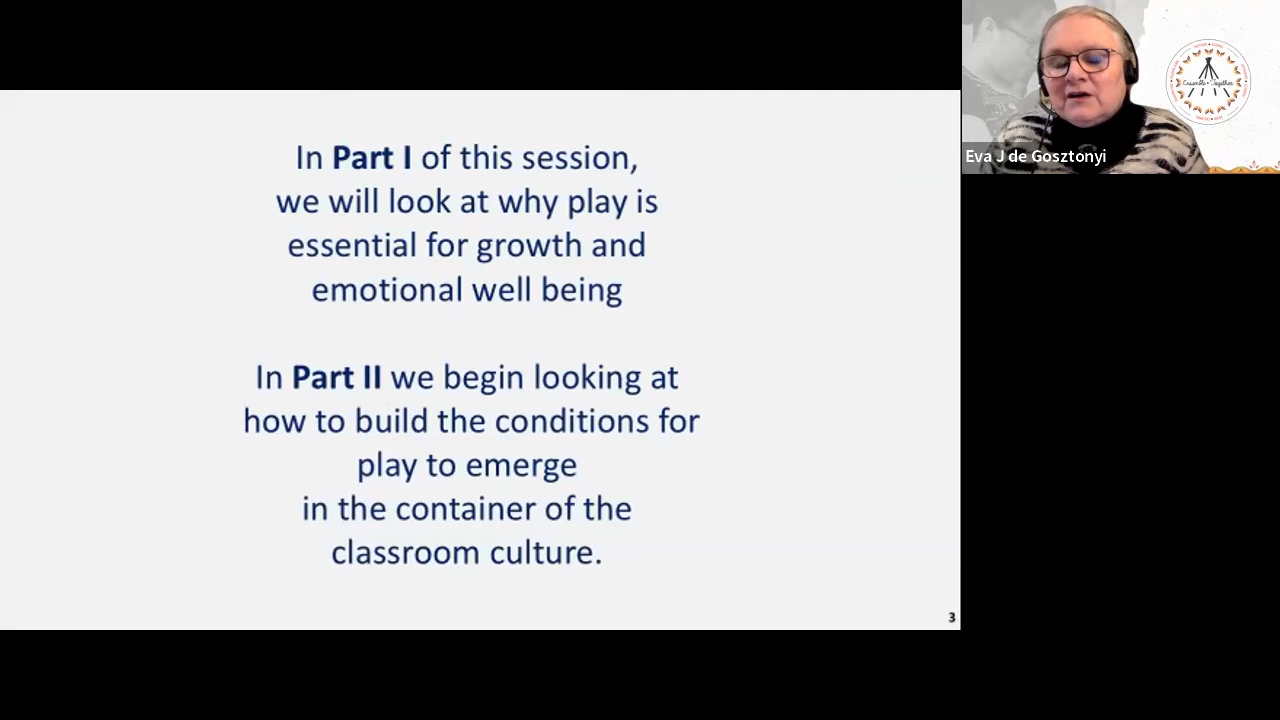 In Part I of this session,
we will look at why play is
essential for growth and
emotional well being
In Part II we begin looking at
how to build the conditions for
play to emerge
in the container of the
classroom culture.
3
Eva J de Gosztonyi
Ensemble • Together